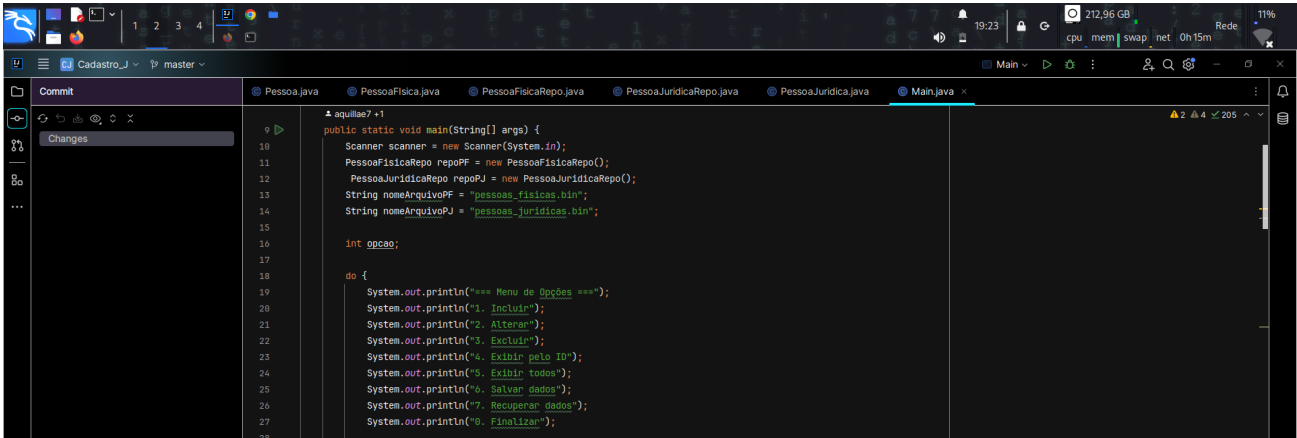 1 2 3 4
19:23
212,96 GB
cpu mem swap net 0h15m
Rede
11%
CJ Cadastro_J master
Main
Commit
Pessoa.java PessoaFIsica.java PessoaFisicaRepo.java PessoaJuridicaRepo.java PessoaJuridica.java Main.java
Changes
aquillae7 +1
2 4 205
9 public static void main(String[] args) {
10 Scanner scanner = new Scanner(System.in);
11 PessoaFisicaRepo repoPF = new PessoaFisicaRepo();
12 PessoaJuridicaRepo repoPJ = new PessoaJuridicaRepo();
13 String nomeArquivoPF = "pessoas_fisicas.bin";
14 String nomeArquivoPJ = "pessoas_juridicas.bin";
15
16 int opcao;
17
18 do {
19 System.out.println("=== Menu de Opções ===");
20 System.out.println("1. Incluir");
21 System.out.println("2. Alterar");
22 System.out.println("3. Excluir");
23 System.out.println("4. Exibir pelo ID");
24 System.out.println("5. Exibir todos");
25 System.out.println("6. Salvar dados");
26 System.out.println("7. Recuperar dados");
27 System.out.println("0. Finalizar");